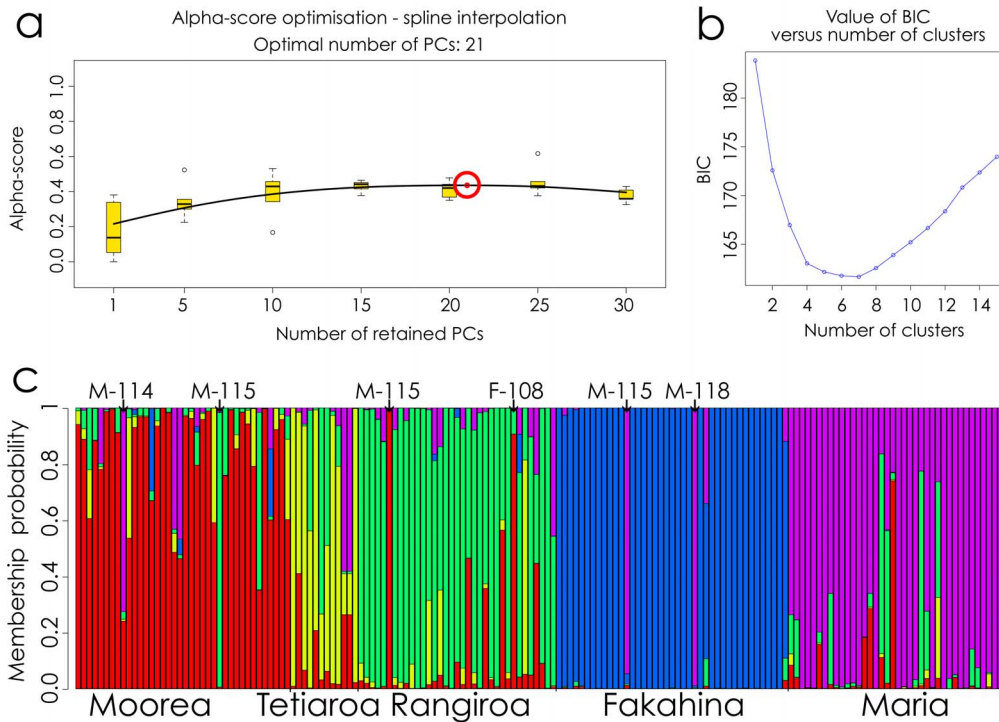 a
Alpha-score optimisation - spline interpolation
Optimal number of PCs: 21
Alpha-score
0.0 0.2 0.4 0.6 0.8 1.0
1 5 10 15 20 25 30
Number of retained PCs
b
Value of BIC
versus number of clusters
BIC
165 170 175 180
2 4 6 8 10 12 14
Number of clusters
c
M-114 M-115 M-115 F-108 M-115 M-118
Membership probability
0.0 0.2 0.4 0.6 0.8 1
Moorea Tetiaroa Rangiroa Fakahina Maria